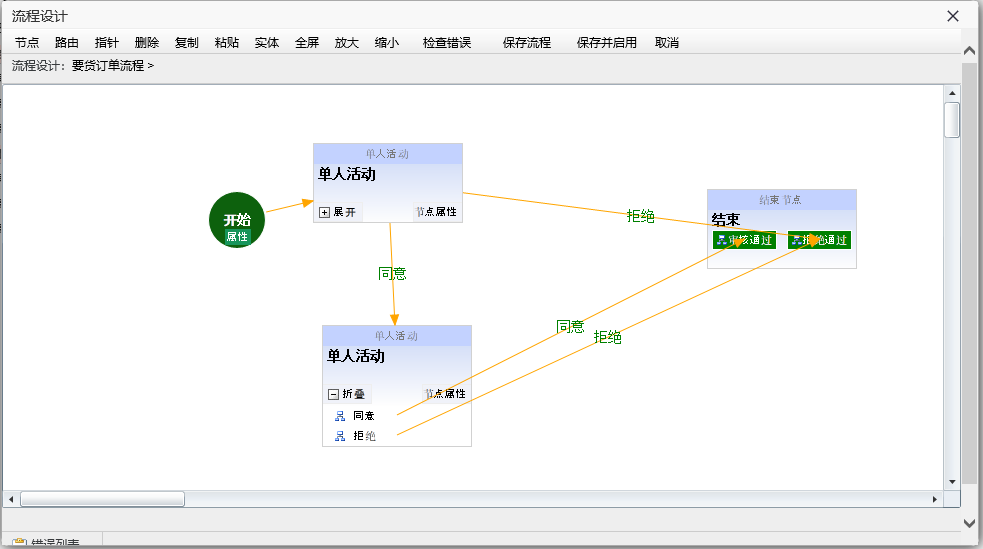 流程设计
节点 路由 指针 删除 复制 粘贴 实体 全屏 放大 缩小 检查错误 保存流程 保存并启用 取消
流程设计: 要货订单流程 >
单人活动
单人活动
展开 节点属性
开始
属性
拒绝
结束 节点
结束
审核通过 拒绝通过
同意
单人活动
单人活动
折叠 节点属性
同意
拒绝
同意
拒绝
错误列表